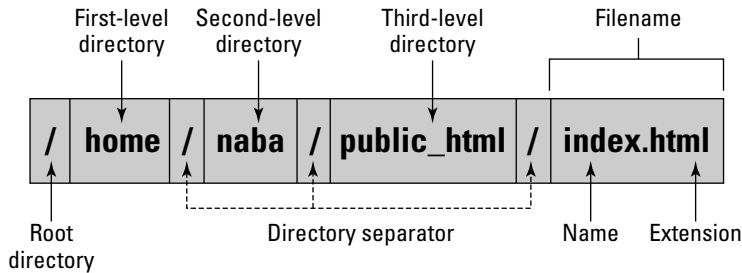 First-level directory
Second-level directory
Third-level directory
Filename
/ home / naba / public_html / index.html
Root directory
Directory separator
Name
Extension